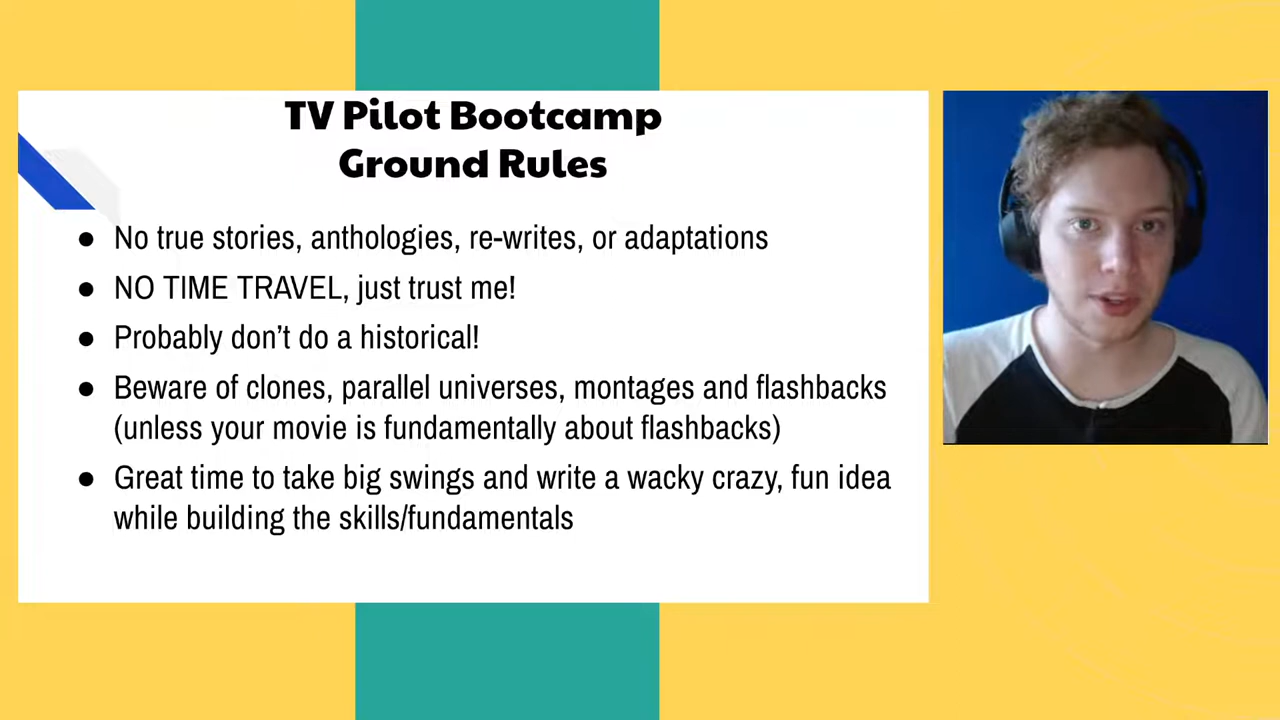 TV Pilot Bootcamp
Ground Rules
● No true stories, anthologies, re-writes, or adaptations
● NO TIME TRAVEL, just trust me!
● Probably don’t do a historical!
● Beware of clones, parallel universes, montages and flashbacks
(unless your movie is fundamentally about flashbacks)
● Great time to take big swings and write a wacky crazy, fun idea
while building the skills/fundamentals